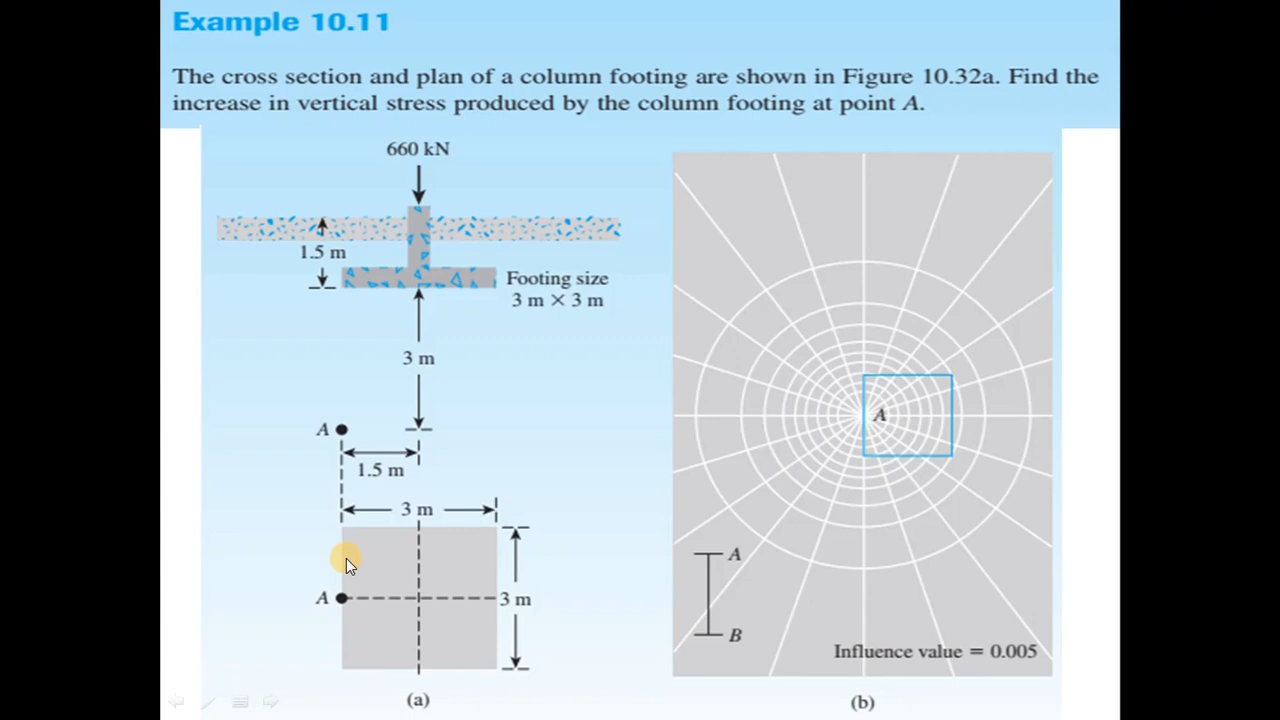 Example 10.11
The cross section and plan of a column footing are shown in Figure 10.32a. Find the
increase in vertical stress produced by the column footing at point A.
660 kN
1.5 m
Footing size
3 m × 3 m
3 m
A
1.5 m
3 m
A
3 m
(a)
A
A
B
Influence value = 0.005
(b)